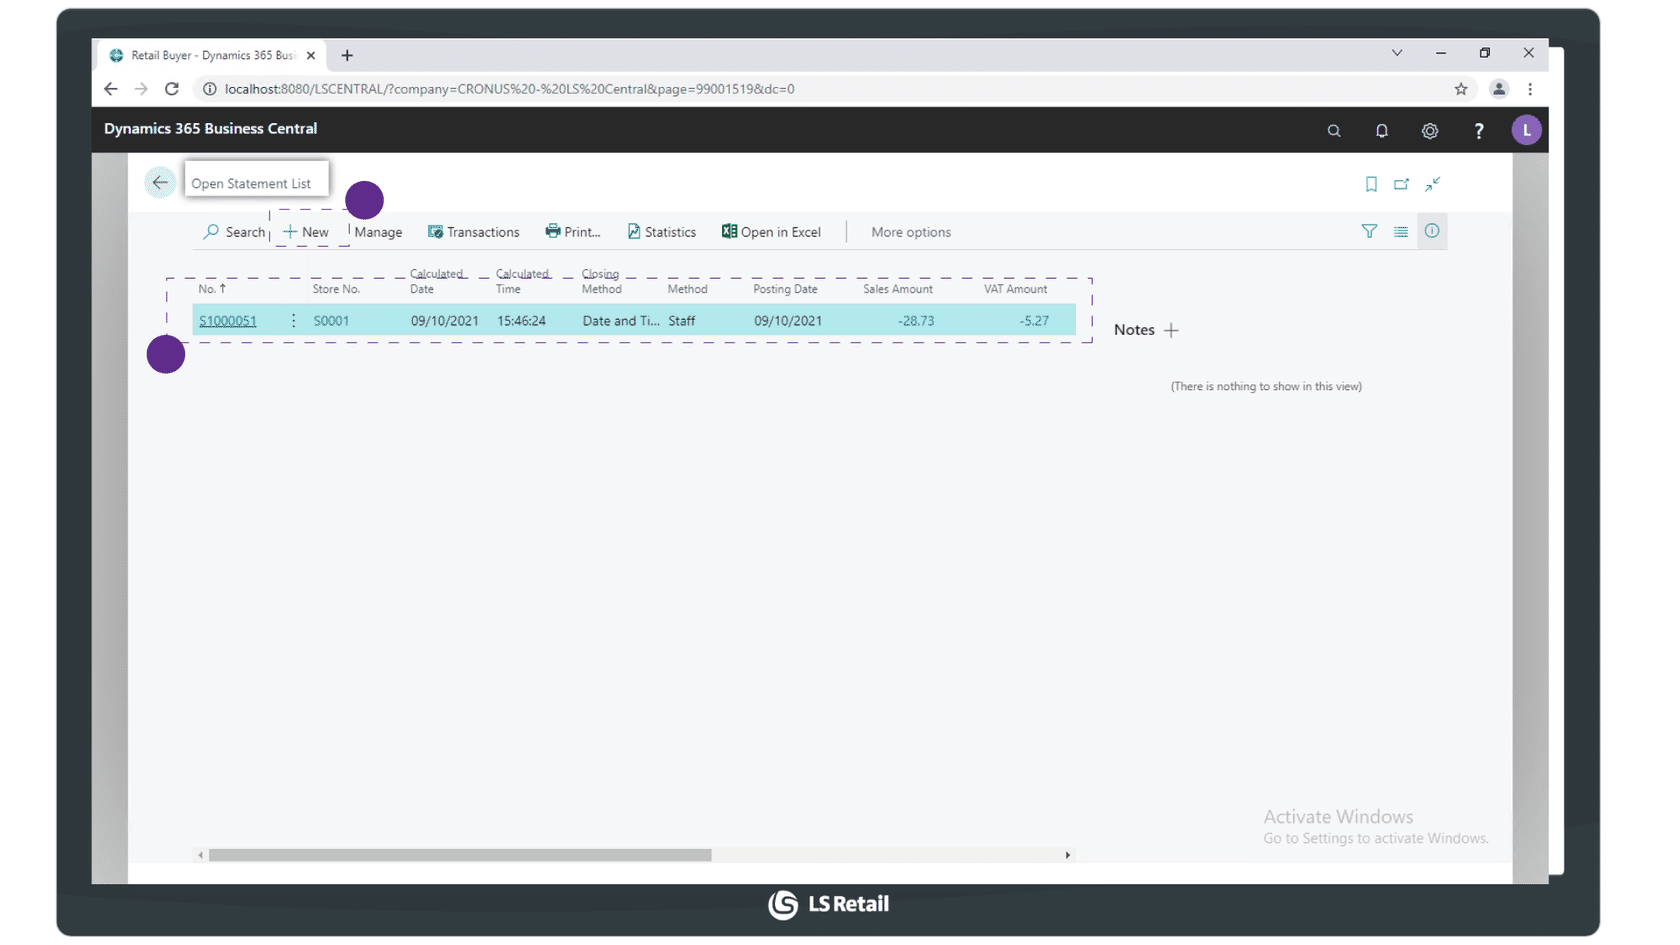 Retail Buyer - Dynamics 365 Busi
localhost:8080/LSCENTRAL/?company=CRONUS%20-%20LS%20Central&page=99001519&dc=0
Dynamics 365 Business Central
? L
Open Statement List
Search New Manage Transactions Print... Statistics Open in Excel More options
No. ↑ Store No. Calculated Date Calculated Time Closing Method Method Posting Date Sales Amount VAT Amount
S1000051 S0001 09/10/2021 15:46:24 Date and Ti... Staff 09/10/2021 -28.73 -5.27
Notes
(There is nothing to show in this view)
Activate Windows
Go to Settings to activate Windows.
LS Retail